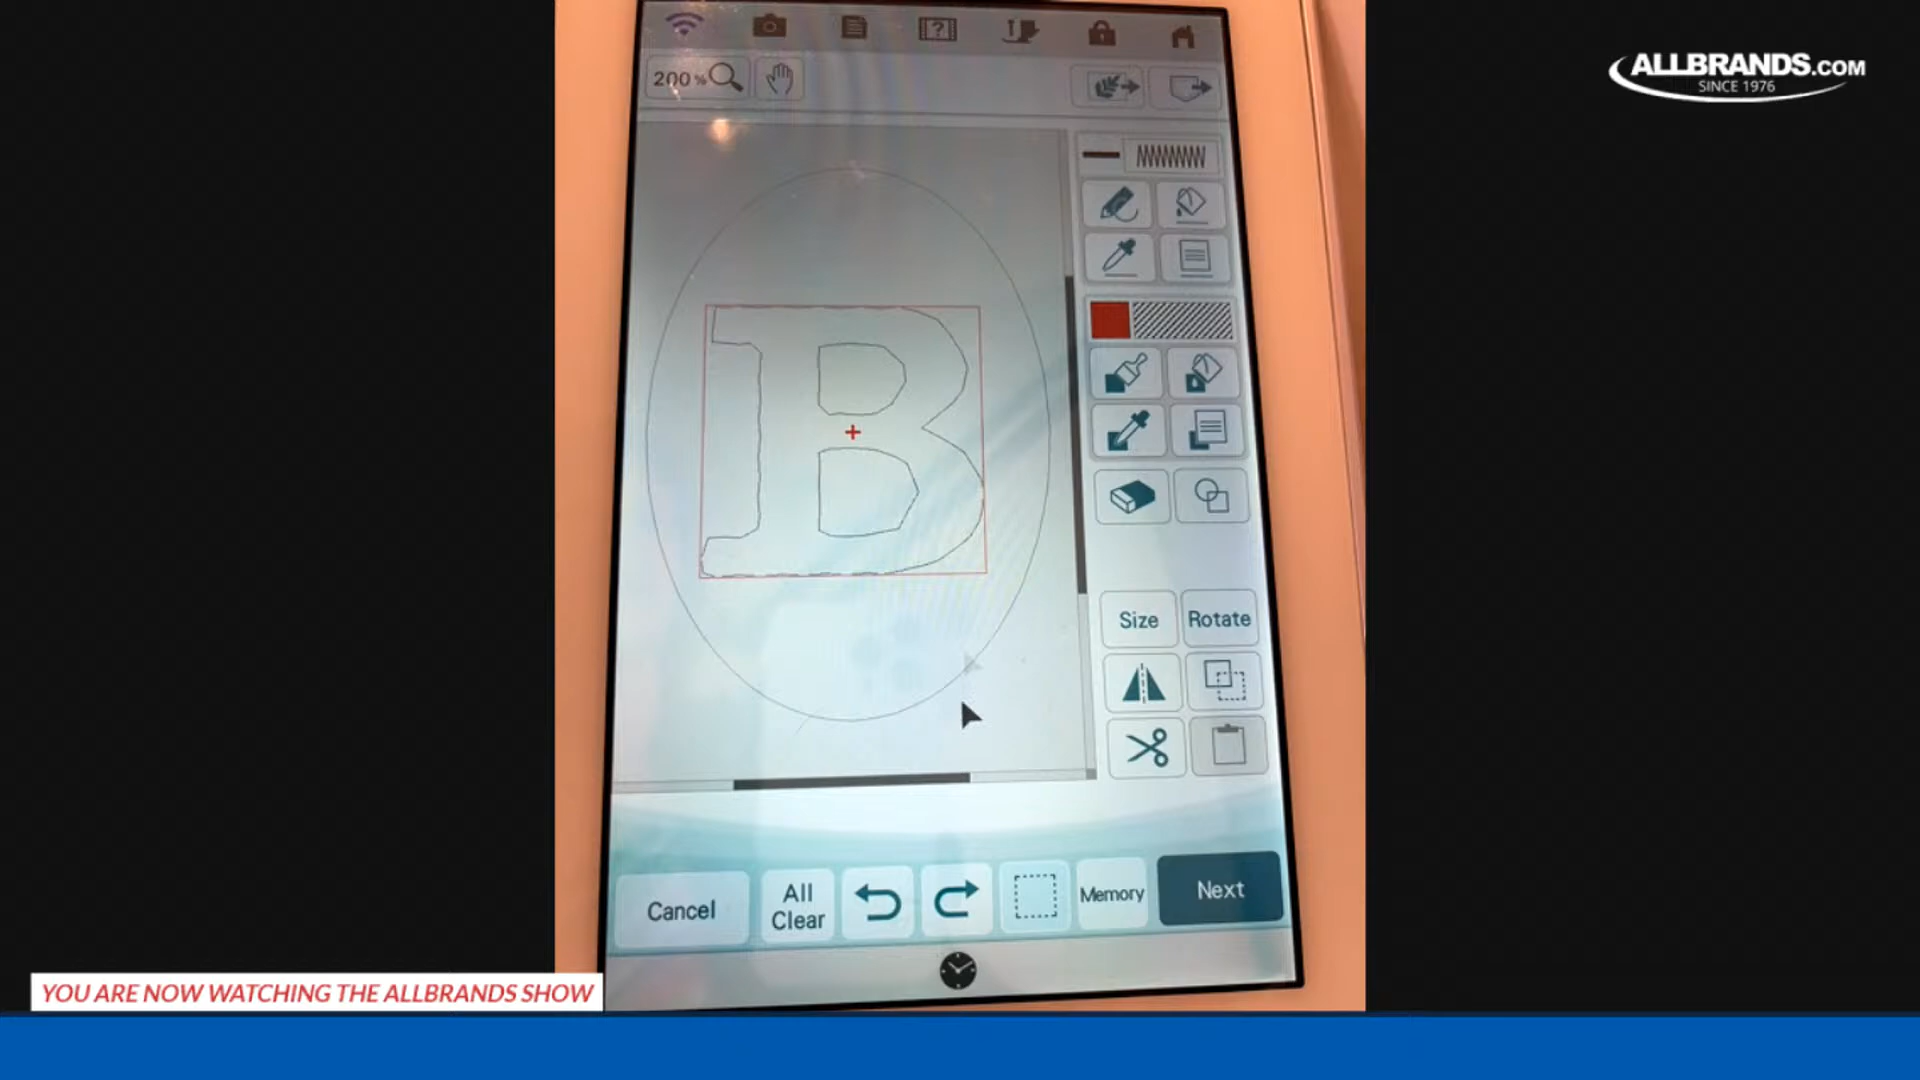 ALLBRANDS.COM
SINCE 1976
200 %
B
Size
Rotate
Cancel
All
Clear
Memory
Next
YOU ARE NOW WATCHING THE ALLBRANDS SHOW